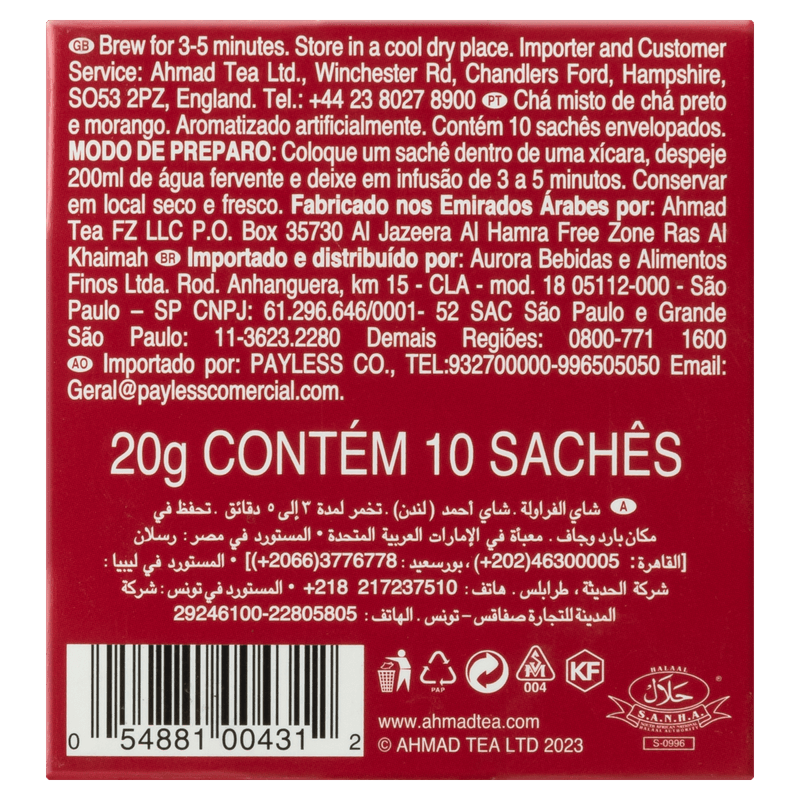 GB Brew for 3-5 minutes. Store in a cool dry place. Importer and Customer
Service: Ahmad Tea Ltd., Winchester Rd, Chandlers Ford, Hampshire,
SO53 2PZ, England. Tel.: +44 23 8027 8900 PT Chá misto de chá preto
e morango. Aromatizado artificialmente. Contém 10 sachês envelopados.
MODO DE PREPARO: Coloque um sachê dentro de uma xícara, despeje
200ml de água fervente e deixe em infusão de 3 a 5 minutos. Conservar
em local seco e fresco. Fabricado nos Emirados Árabes por: Ahmad
Tea FZ LLC P.O. Box 35730 Al Jazeera Al Hamra Free Zone Ras Al
Khaimah BR Importado e distribuído por: Aurora Bebidas e Alimentos
Finos Ltda. Rod. Anhanguera, km 15 - CLA - mod. 18 05112-000 - São
Paulo – SP CNPJ: 61.296.646/0001- 52 SAC São Paulo e Grande
São Paulo: 11-3623.2280 Demais Regiões: 0800-771 1600
AO Importado por: PAYLESS CO., TEL:932700000-996505050 Email:
Geral@paylesscomercial.com.
20g CONTÉM 10 SACHÊS
A شاي الفراولة. شاي أحمد (لندن). تخمر لمدة ٣ إلى ٥ دقائق. تحفظ في
مكان بارد وجاف. معبأة في الإمارات العربية المتحدة • المستورد في مصر: رسلان
[القاهرة: 46300005(202+)، بورسعيد: 3776778(2066+)] • المستورد في ليبيا:
شركة الحديثة، طرابلس. هاتف: 217237510 218+ • المستورد في تونس: شركة
المدينة للتجارة صفاقس – تونس. الهاتف: 22805805-29246100
0 54881 00431 2
PAP
004
KF
www.ahmadtea.com
© AHMAD TEA LTD 2023
HALAAL
حلال
S.A.N.H.A.
SOUTH AFRICAN NATIONAL
HALAAL AUTHORITY
S-0996